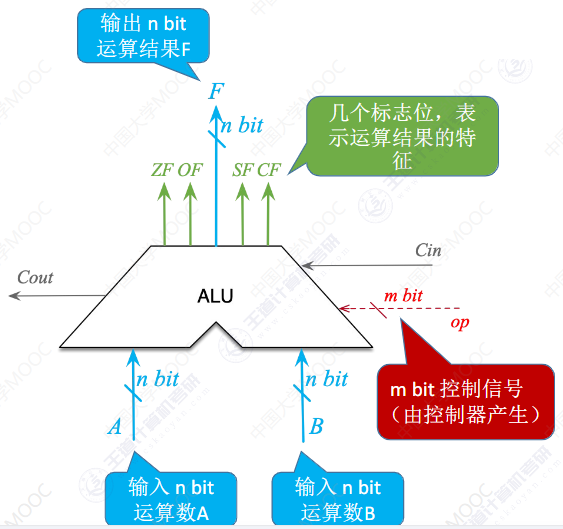 输出 n bit
运算结果F
F
n bit
几个标志位，表
示运算结果的特
征
ZF OF SF CF
Cin
Cout
ALU
m bit
op
n bit
n bit
m bit 控制信号
（由控制器产生）
A
B
输入 n bit
运算数A
输入 n bit
运算数B
中国大学MOOC
王道计算机考研